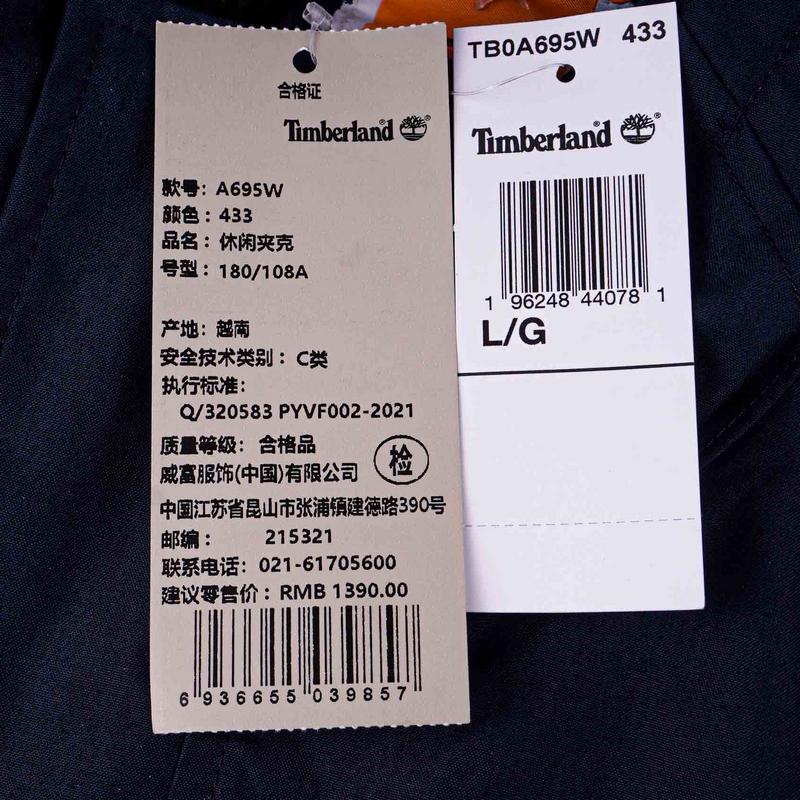 合格证
Timberland®
款号：A695W
颜色：433
品名：休闲夹克
号型：180/108A
产地：越南
安全技术类别：C类
执行标准：
Q/320583 PYVF002-2021
质量等级：合格品
威富服饰(中国)有限公司
检
中国江苏省昆山市张浦镇建德路390号
邮编： 215321
联系电话：021-61705600
建议零售价：RMB 1390.00
6 936655 039857
TB0A695W 433
Timberland®
1 96248 44078 1
L/G